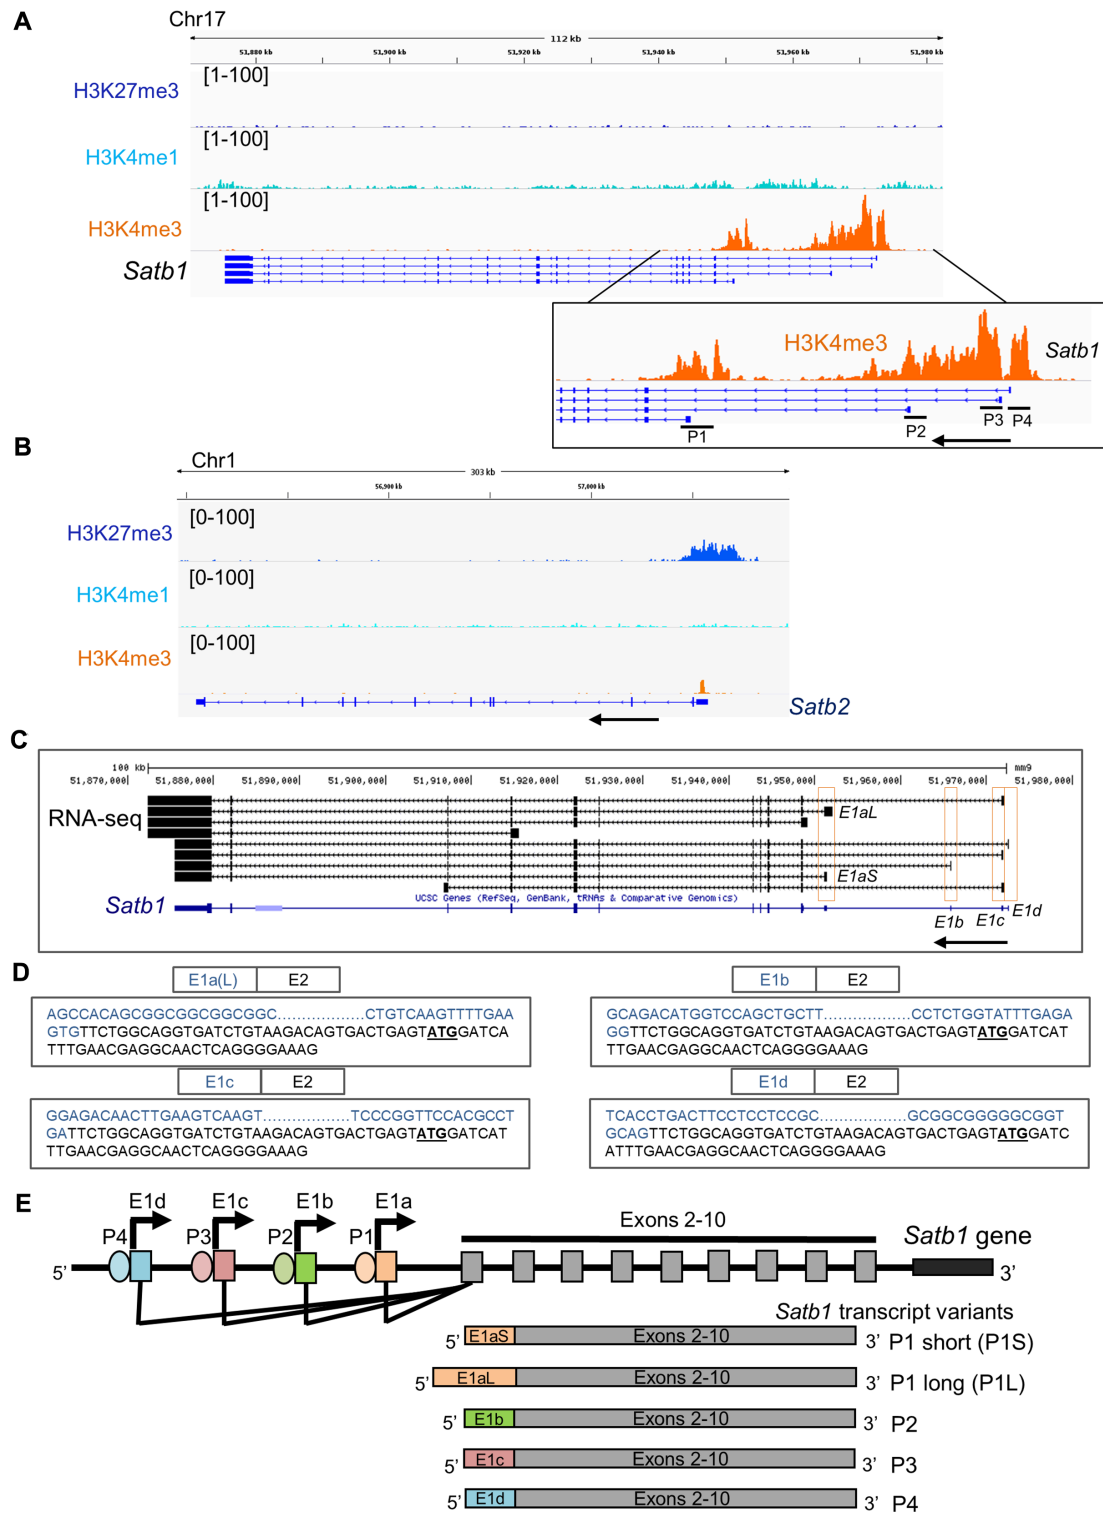 A
Chr17
112 kb
51,880 kb 51,900 kb 51,920 kb 51,940 kb 51,960 kb 51,980 kb
H3K27me3 [1-100]
H3K4me1 [1-100]
H3K4me3 [1-100]
Satb1
H3K4me3 Satb1
P1 P2 P3 P4
B
Chr1
303 kb
56,900 kb 57,000 kb
H3K27me3 [0-100]
H3K4me1 [0-100]
H3K4me3 [0-100]
Satb2
C
100 kb mm9
51,870,000 51,880,000 51,890,000 51,900,000 51,910,000 51,920,000 51,930,000 51,940,000 51,950,000 51,960,000 51,970,000 51,980,000
RNA-seq
E1aL
E1aS
UCSC Genes (RefSeq, GenBank, tRNAs & Comparative Genomics)
Satb1
E1b E1c E1d
D
E1a(L) E2
AGCCACAGCGGCGGCGGCGGC................CTGTCAAGTTTTGAA
GTGTTCTGGCAGGTGATCTGTAAGACAGTGACTGAGTATGGATCA
TTTGAACGAGGCAACTCAGGGGAAAG
E1b E2
GCAGACATGGTCCAGCTGCTT................CCTCTGGTATTTGAGA
GGTTCTGGCAGGTGATCTGTAAGACAGTGACTGAGTATGGATCAT
TTGAACGAGGCAACTCAGGGGAAAG
E1c E2
GGAGACAACTTGAAGTCAAGT................TCCCGGTTCCACGCCT
GATTCTGGCAGGTGATCTGTAAGACAGTGACTGAGTATGGATCAT
TTGAACGAGGCAACTCAGGGGAAAG
E1d E2
TCACCTGACTTCCTCCTCCGC................GCGGCGGGGGCGGT
GCAGTTCTGGCAGGTGATCTGTAAGACAGTGACTGAGTATGGATC
ATTTGAACGAGGCAACTCAGGGGAAAG
E
E1d E1c E1b E1a
P4 P3 P2 P1
Exons 2-10
Satb1 gene
5' 3'
Satb1 transcript variants
5' E1aS Exons 2-10 3' P1 short (P1S)
5' E1aL Exons 2-10 3' P1 long (P1L)
5' E1b Exons 2-10 3' P2
5' E1c Exons 2-10 3' P3
5' E1d Exons 2-10 3' P4